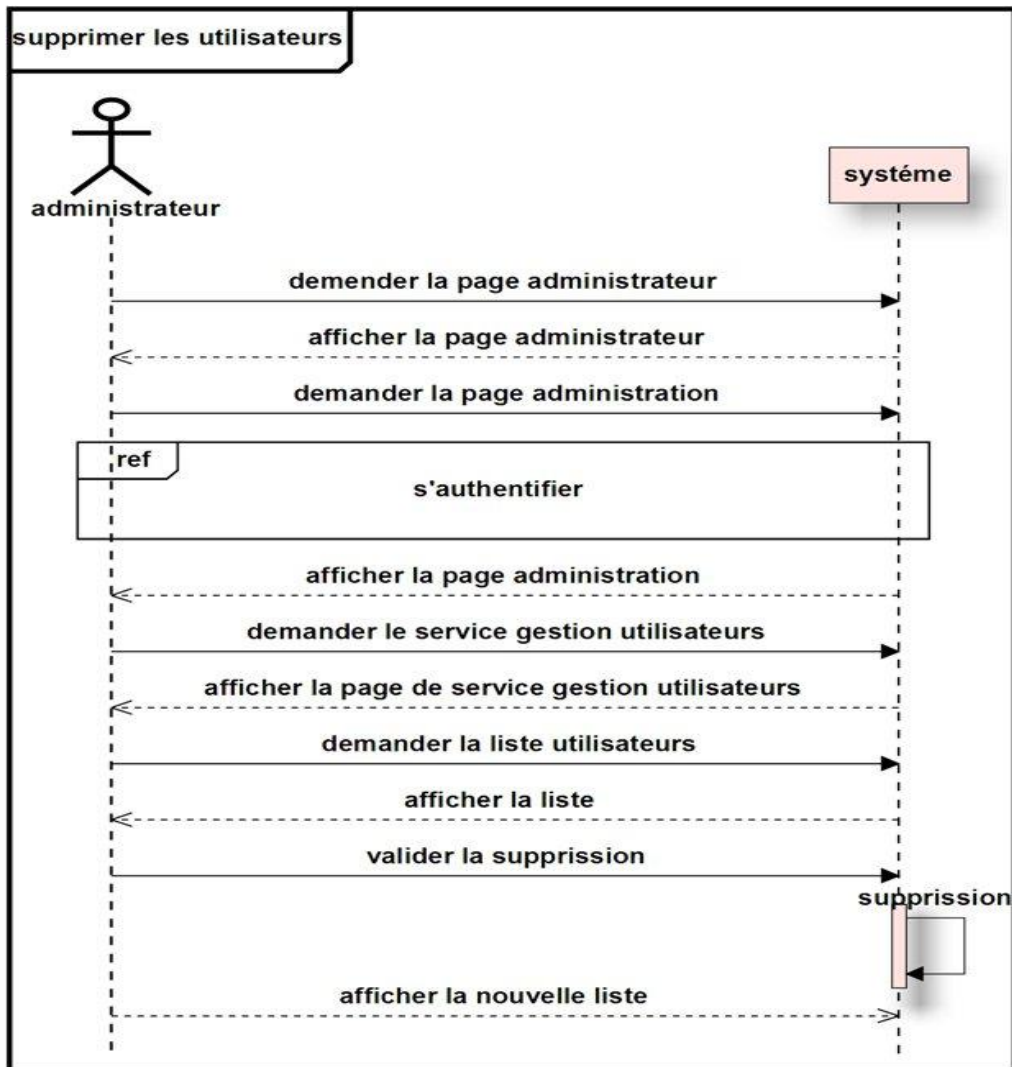 supprimer les utilisateurs
administrateur
systéme
demender la page administrateur
afficher la page administrateur
demander la page administration
ref
s'authentifier
afficher la page administration
demander le service gestion utilisateurs
afficher la page de service gestion utilisateurs
demander la liste utilisateurs
afficher la liste
valider la supprission
supprission
afficher la nouvelle liste